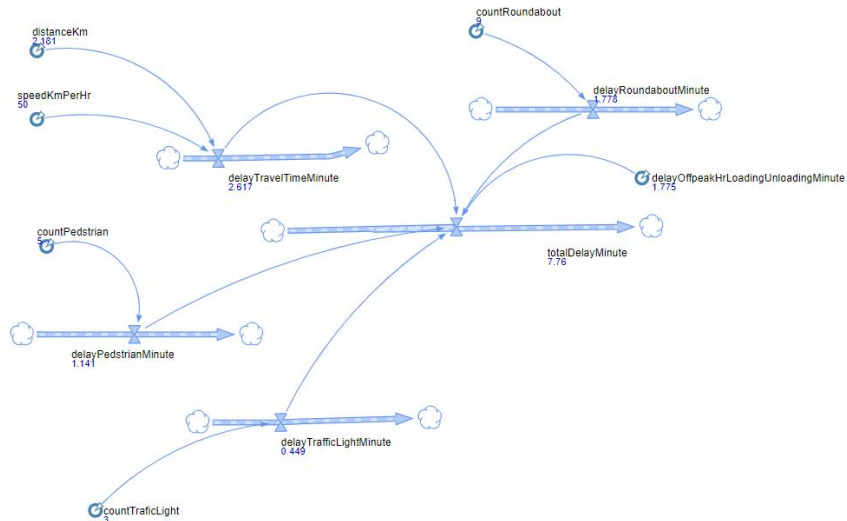 distanceKm
2.181
speedKmPerHr
50
countRoundabout
9
delayRoundaboutMinute
1.778
delayTravelTimeMinute
2.617
delayOffpeakHrLoadingUnloadingMinute
1.775
countPedstrian
5
totalDelayMinute
7.76
delayPedstrianMinute
1.141
delayTrafficLightMinute
0.449
countTraficLight
3